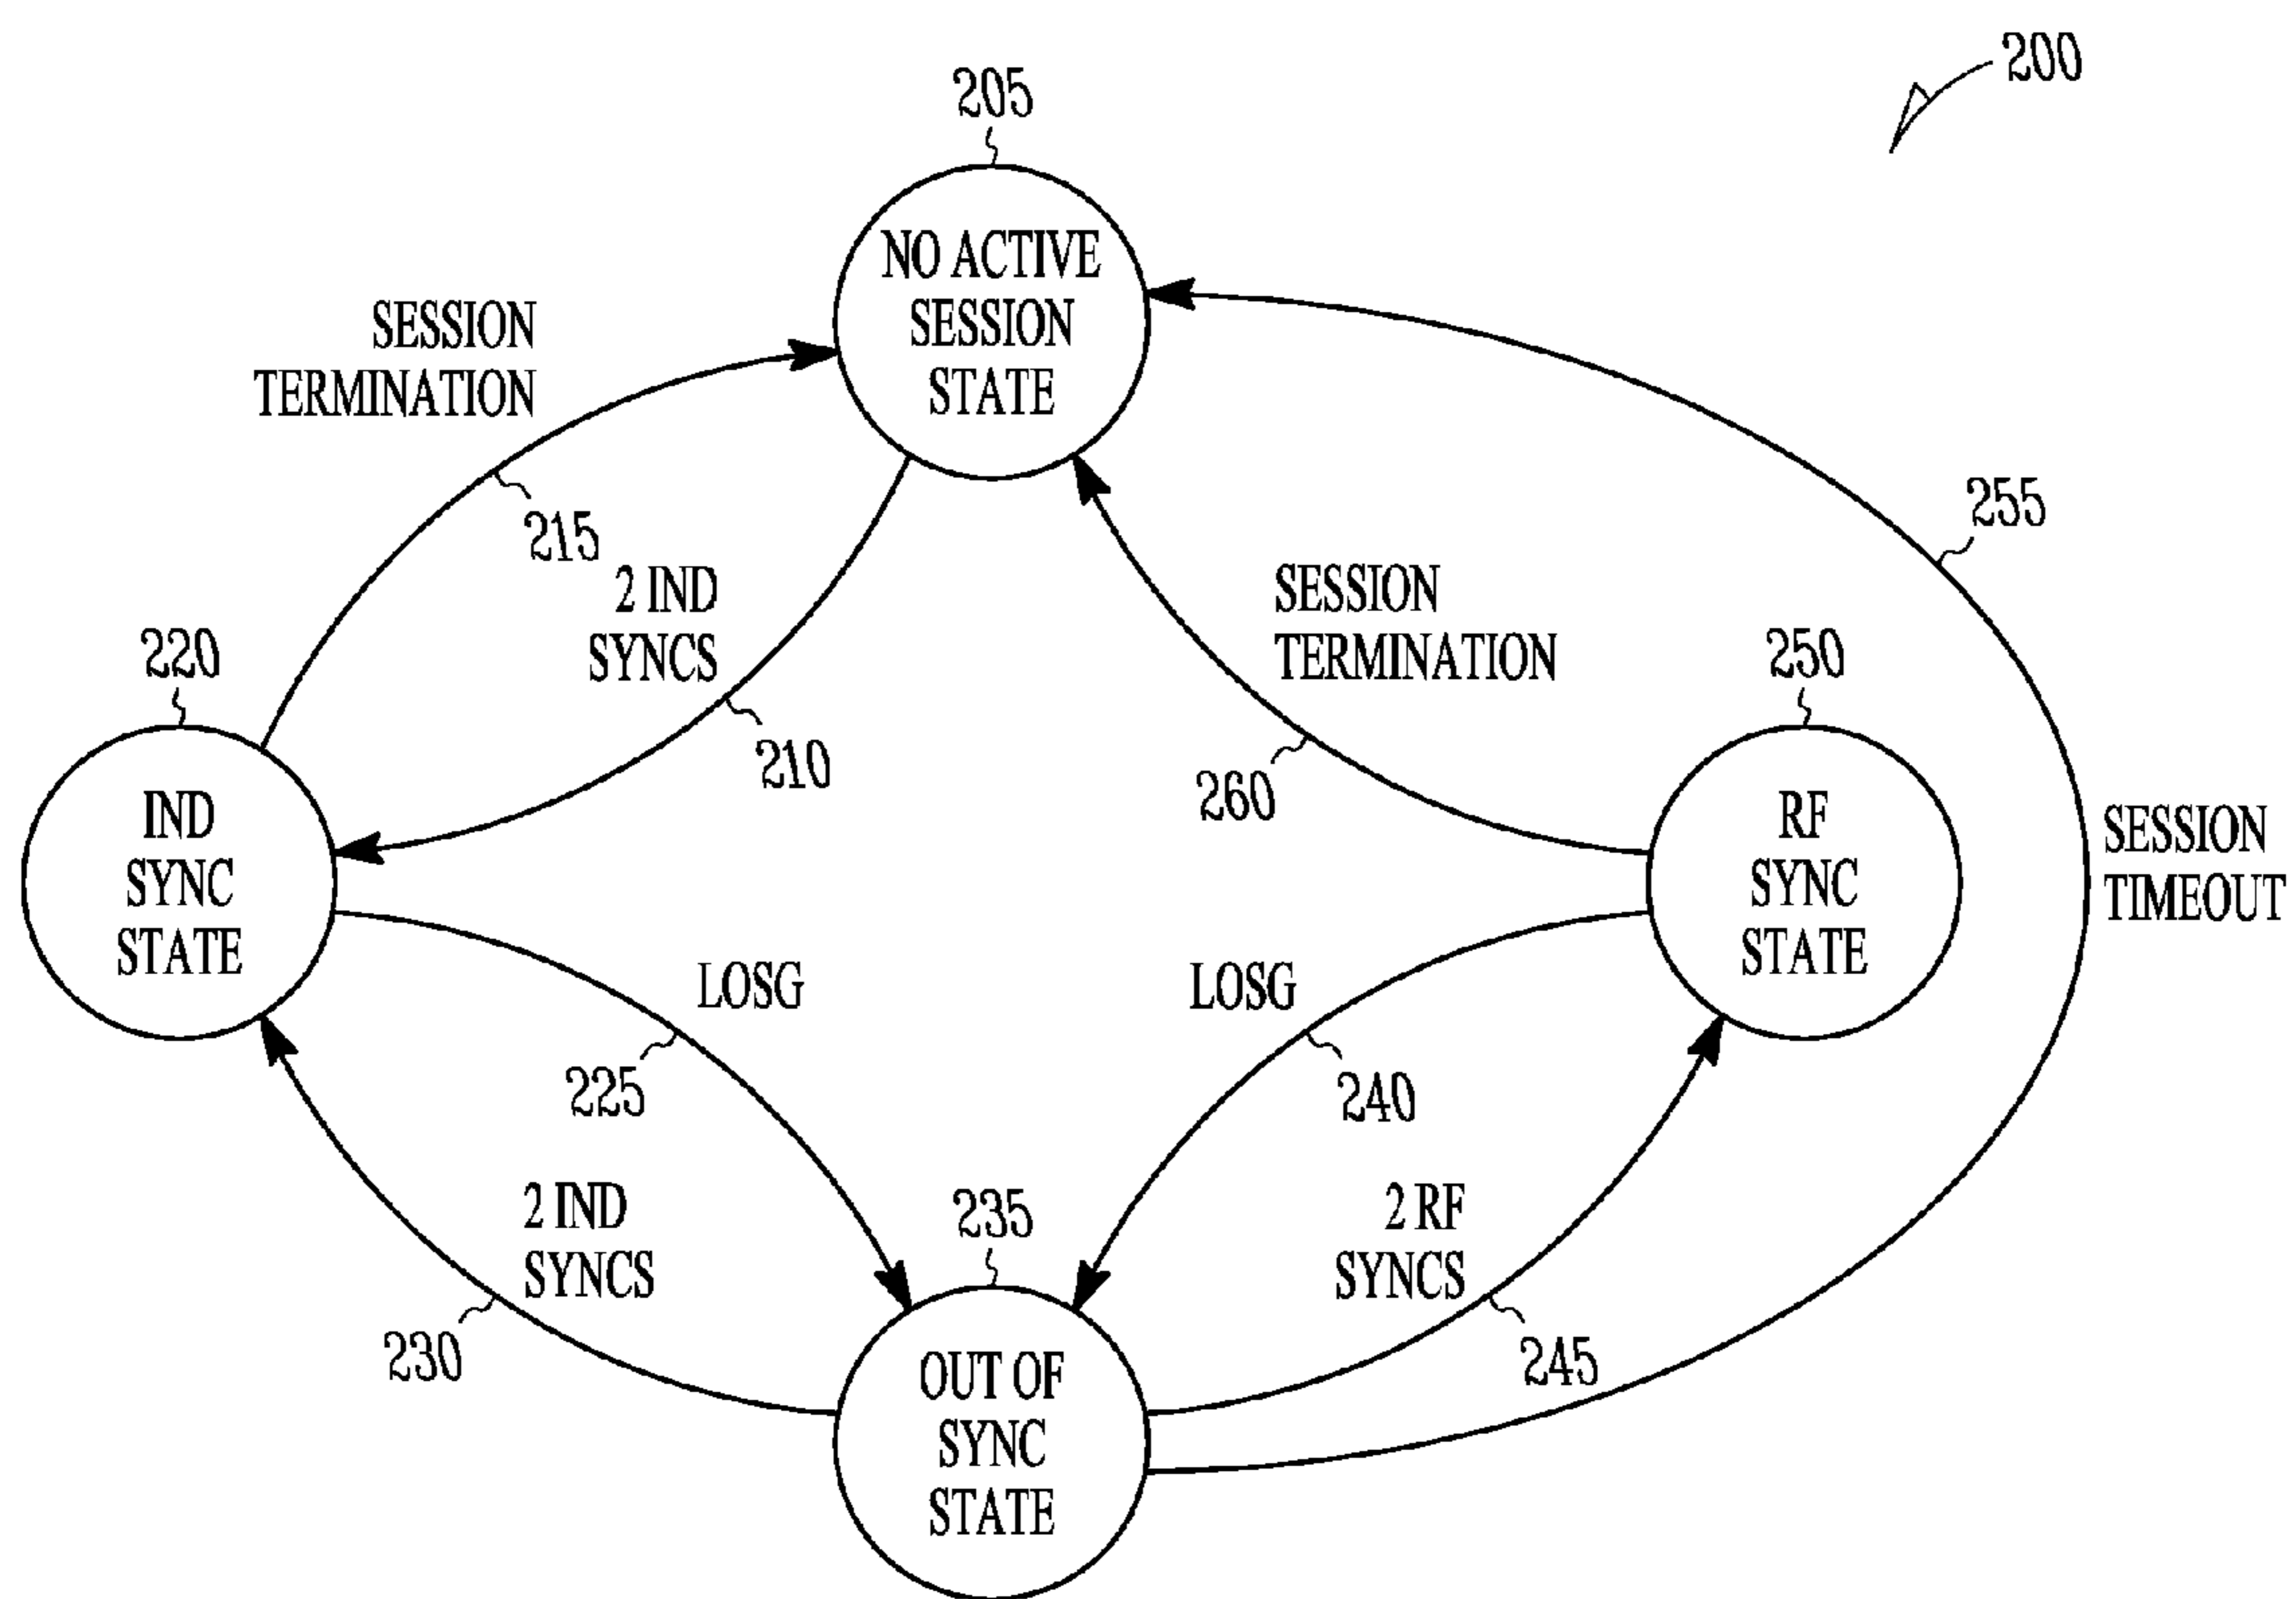 200
205
NO ACTIVE
SESSION
STATE
SESSION
TERMINATION
215
2 IND
SYNCS
210
SESSION
TERMINATION
260
255
220
IND
SYNC
STATE
250
RF
SYNC
STATE
SESSION
TIMEOUT
LOSG
225
LOSG
240
2 IND
SYNCS
230
235
OUT OF
SYNC
STATE
2 RF
SYNCS
245